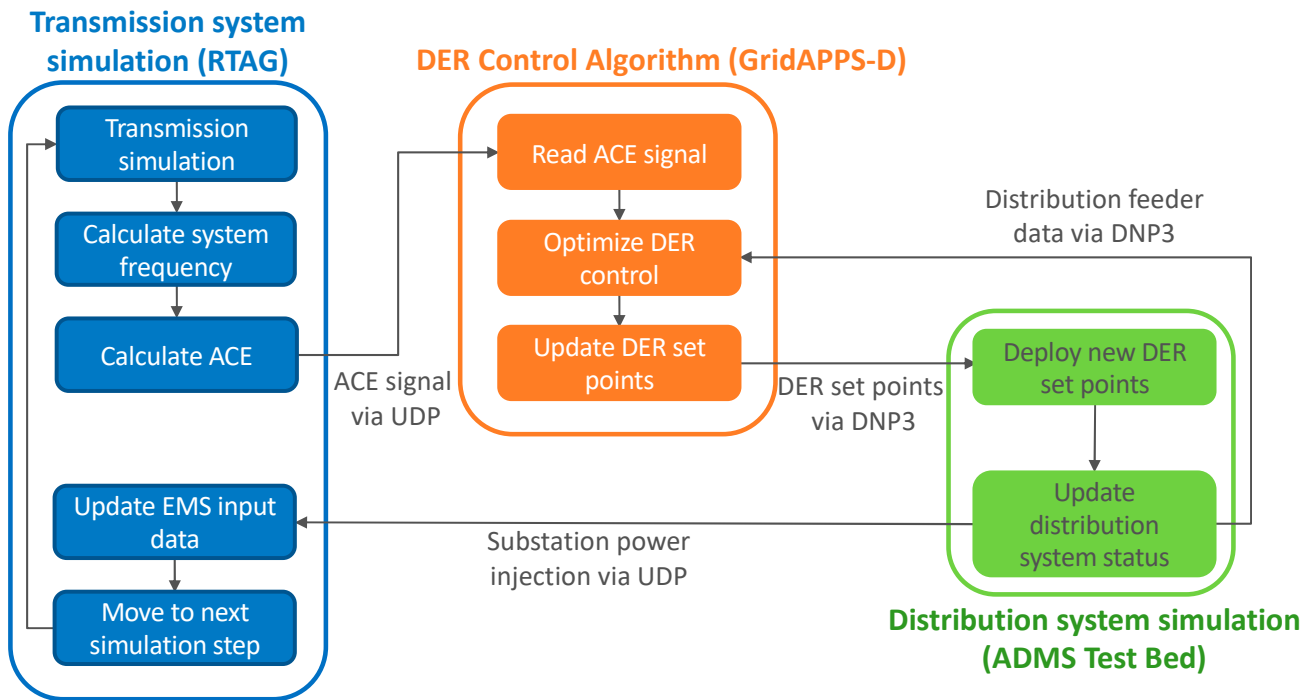 Transmission system
simulation (RTAG)
Transmission
simulation
Calculate system
frequency
Calculate ACE
Update EMS input
data
Move to next
simulation step
ACE signal
via UDP
DER Control Algorithm (GridAPPS-D)
Read ACE signal
Optimize DER
control
Update DER set
points
DER set points
via DNP3
Distribution feeder
data via DNP3
Deploy new DER
set points
Update
distribution
system status
Substation power
injection via UDP
Distribution system simulation
(ADMS Test Bed)